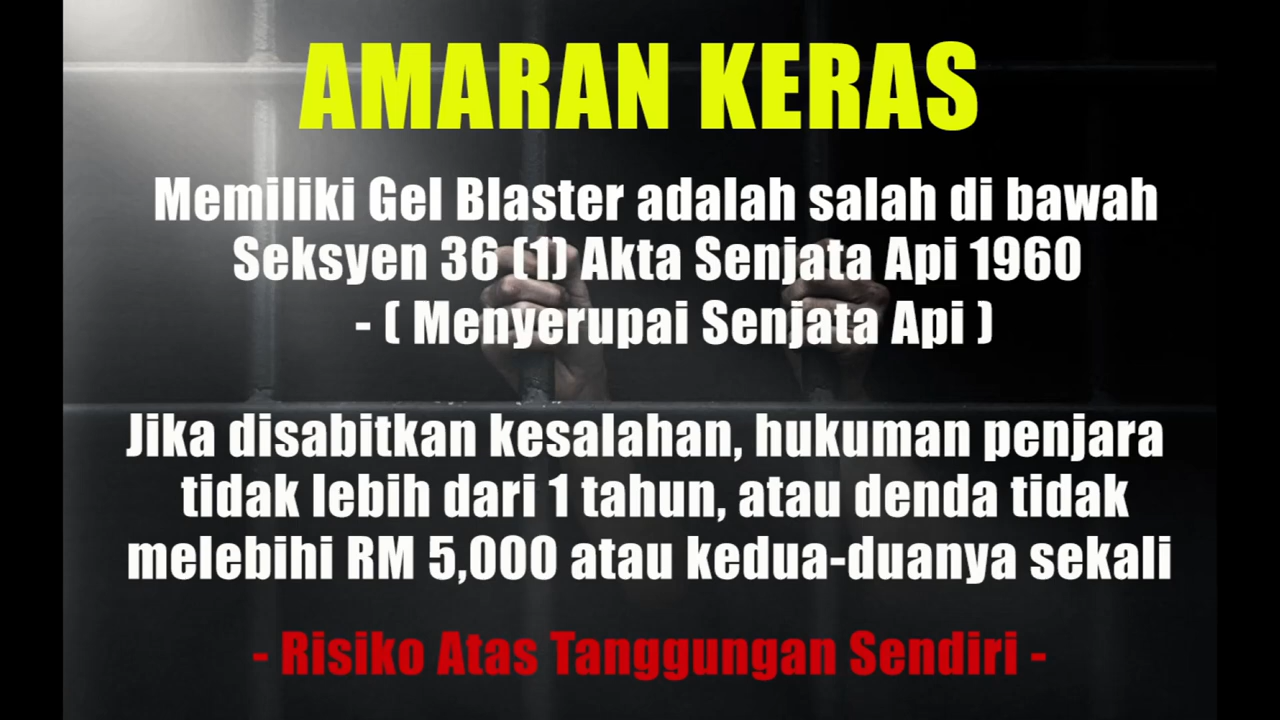 AMARAN KERAS
Memiliki Gel Blaster adalah salah di bawah
Seksyen 36 (1) Akta Senjata Api 1960
- ( Menyerupai Senjata Api )
Jika disabitkan kesalahan, hukuman penjara
tidak lebih dari 1 tahun, atau denda tidak
melebihi RM 5,000 atau kedua-duanya sekali
- Risiko Atas Tanggungan Sendiri -